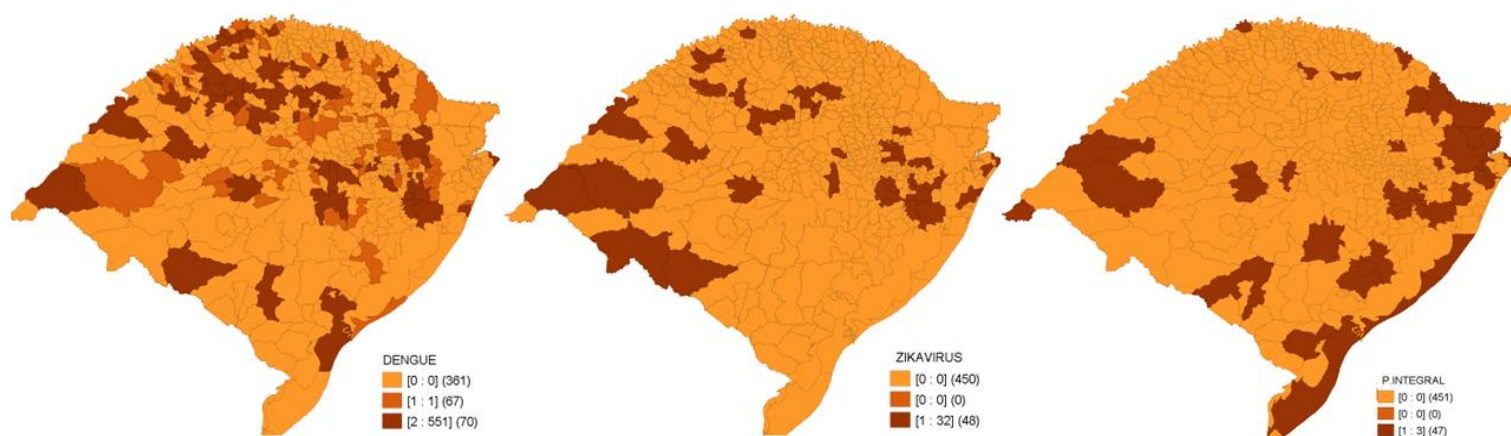 DENGUE
[0 : 0] (361)
[1 : 1] (67)
[2 : 551] (70)
ZIKAVIRUS
[0 : 0] (450)
[0 : 0] (0)
[1 : 32] (48)
P.INTEGRAL
[0 : 0] (451)
[0 : 0] (0)
[1 : 3] (47)